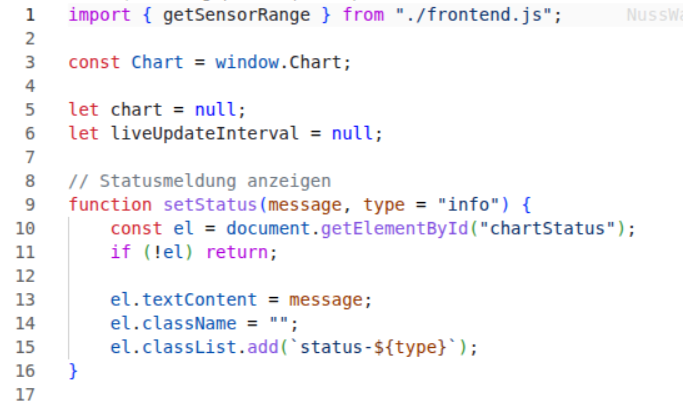 1 import { getSensorRange } from "./frontend.js";
2
3 const Chart = window.Chart;
4
5 let chart = null;
6 let liveUpdateInterval = null;
7
8 // Statusmeldung anzeigen
9 function setStatus(message, type = "info") {
10     const el = document.getElementById("chartStatus");
11     if (!el) return;
12
13     el.textContent = message;
14     el.className = "";
15     el.classList.add(`status-${type}`);
16 }
17